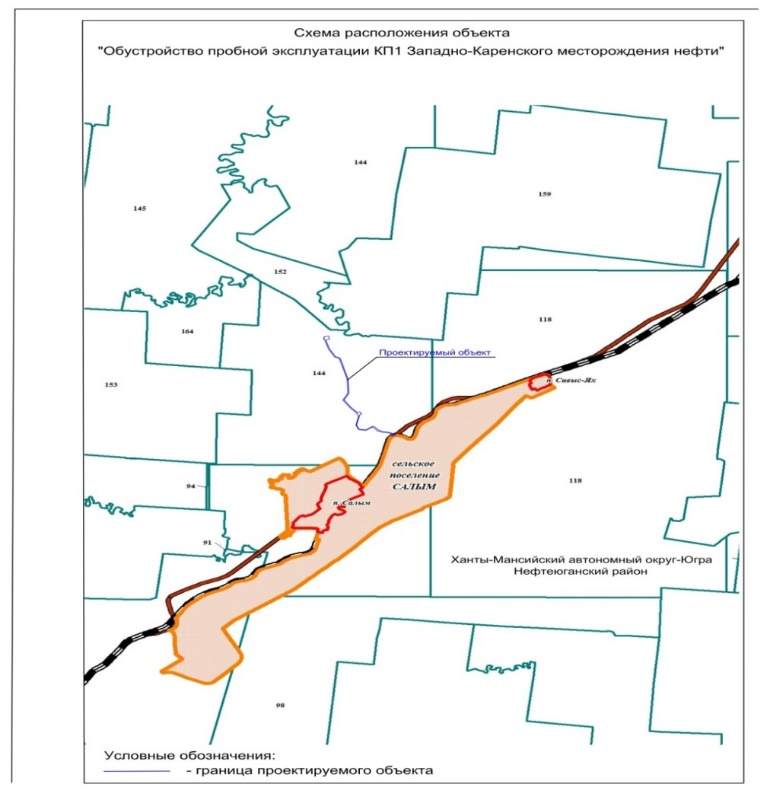 Схема расположения объекта
"Обустройство пробной эксплуатации КП1 Западно-Каренского месторождения нефти"
144
159
145
152
118
164
Проектируемый объект
144
153
п. Сивыс-Ях
сельское
поселение
САЛЫМ
118
94
п. Салым
91
Ханты-Мансийский автономный округ-Югра
Нефтеюганский район
98
Условные обозначения:
- граница проектируемого объекта